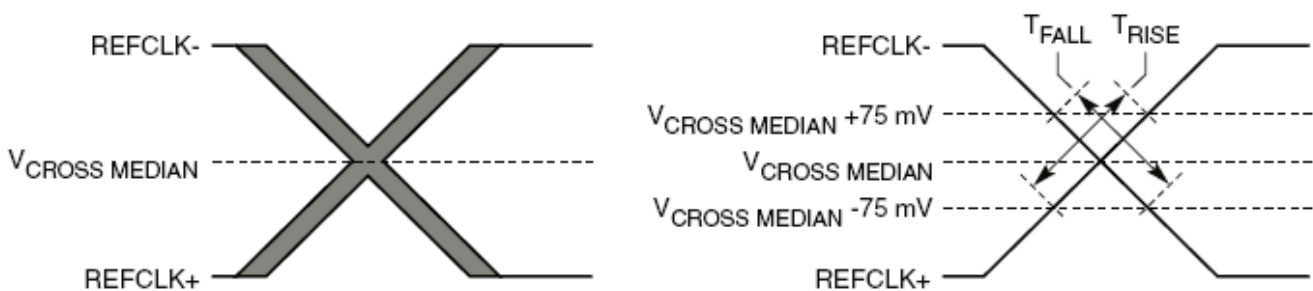 REFCLK-
VCROSS MEDIAN
REFCLK+
TFALL TRISE
REFCLK-
VCROSS MEDIAN +75 mV
VCROSS MEDIAN
VCROSS MEDIAN -75 mV
REFCLK+